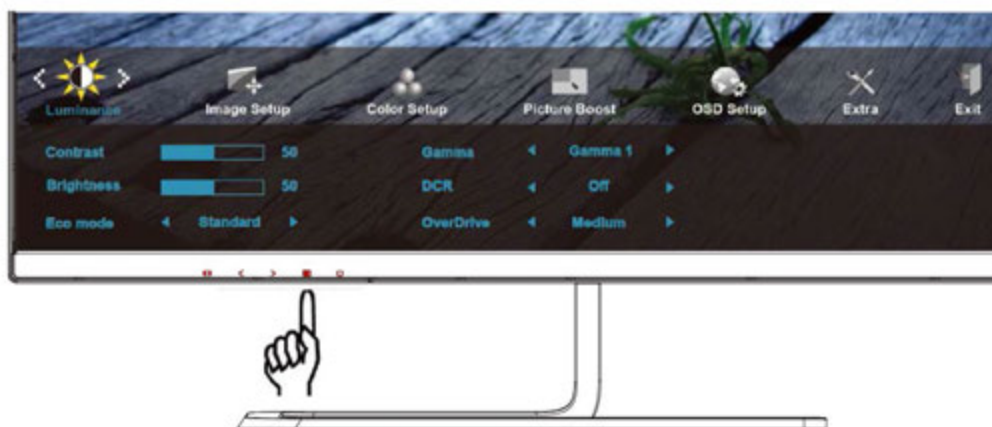 Luminance Image Setup Color Setup Picture Boost OSD Setup Extra Exit
Contrast 50 Gamma Gamma 1
Brightness 50 DCR Off
Eco mode Standard OverDrive Medium